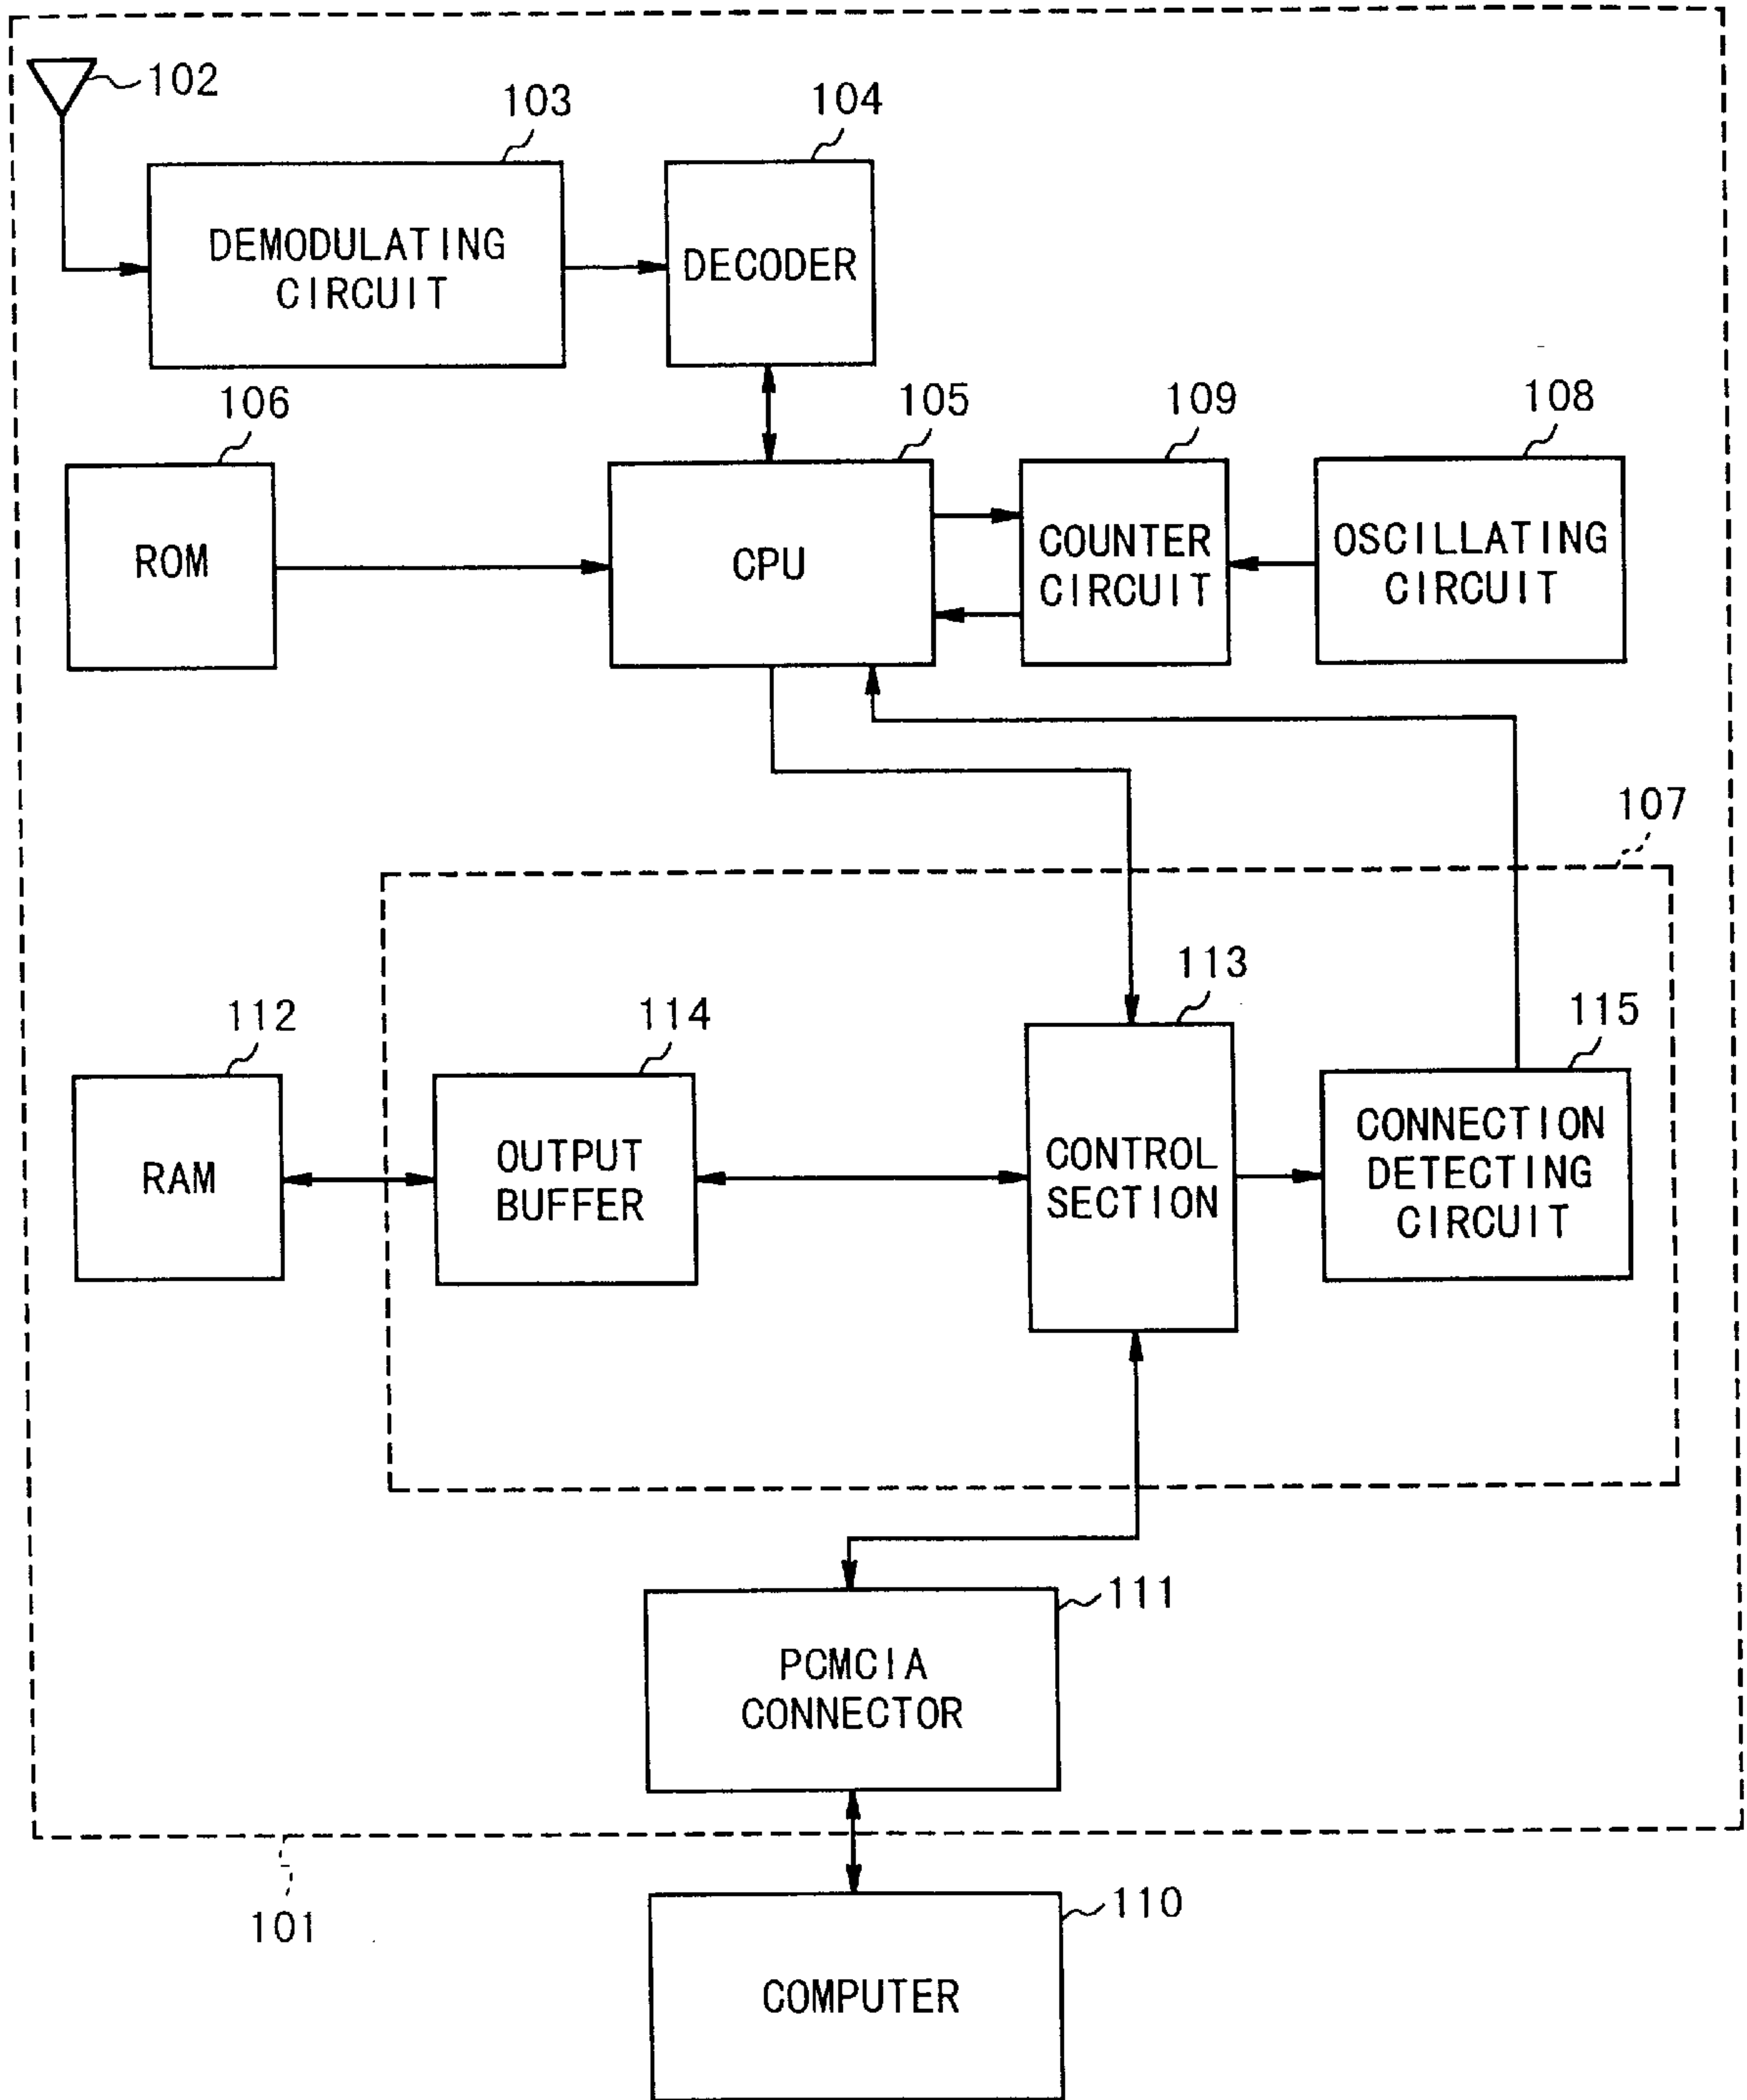 102
103
104
DEMODULATING
CIRCUIT
DECODER
106
105
109
108
ROM
CPU
COUNTER
CIRCUIT
OSCILLATING
CIRCUIT
107
113
112
114
115
RAM
OUTPUT
BUFFER
CONTROL
SECTION
CONNECTION
DETECTING
CIRCUIT
111
PCMCIA
CONNECTOR
101
110
COMPUTER